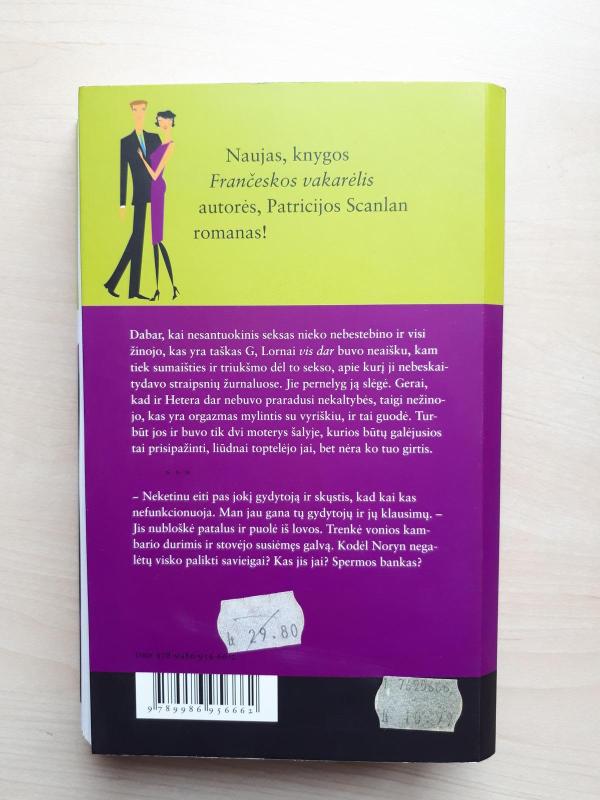 Naujas, knygos
Frančeskos vakarėlis
autorės, Patricijos Scanlan
romanas!
Dabar, kai nesantuokinis seksas nieko nebestebino ir visi
žinojo, kas yra taškas G, Lornai vis dar buvo neaišku, kam
tiek sumaišties ir triukšmo dėl to sekso, apie kurį ji nebeskai-
tydavo straipsnių žurnaluose. Jie pernelyg ją slėgė. Gerai,
kad ir Hetera dar nebuvo praradusi nekaltybės, taigi nežino-
jo, kas yra orgazmas mylintis su vyriškiu, ir tai guodė. Tur-
būt jos ir buvo tik dvi moterys šalyje, kurios būtų galėjusios
tai prisipažinti, liūdnai toptelėjo jai, bet nėra ko tuo girtis.
* * *
– Neketinu eiti pas jokį gydytoją ir skųstis, kad kai kas
nefunkcionuoja. Man jau gana tų gydytojų ir jų klausimų. –
Jis nubloškė patalus ir puolė iš lovos. Trenkė vonios kam-
bario durimis ir stovėjo susiėmęs galvą. Kodėl Noryn nega-
lėtų visko palikti savieigai? Kas jis jai? Spermos bankas?
29.80
9 789986 956662